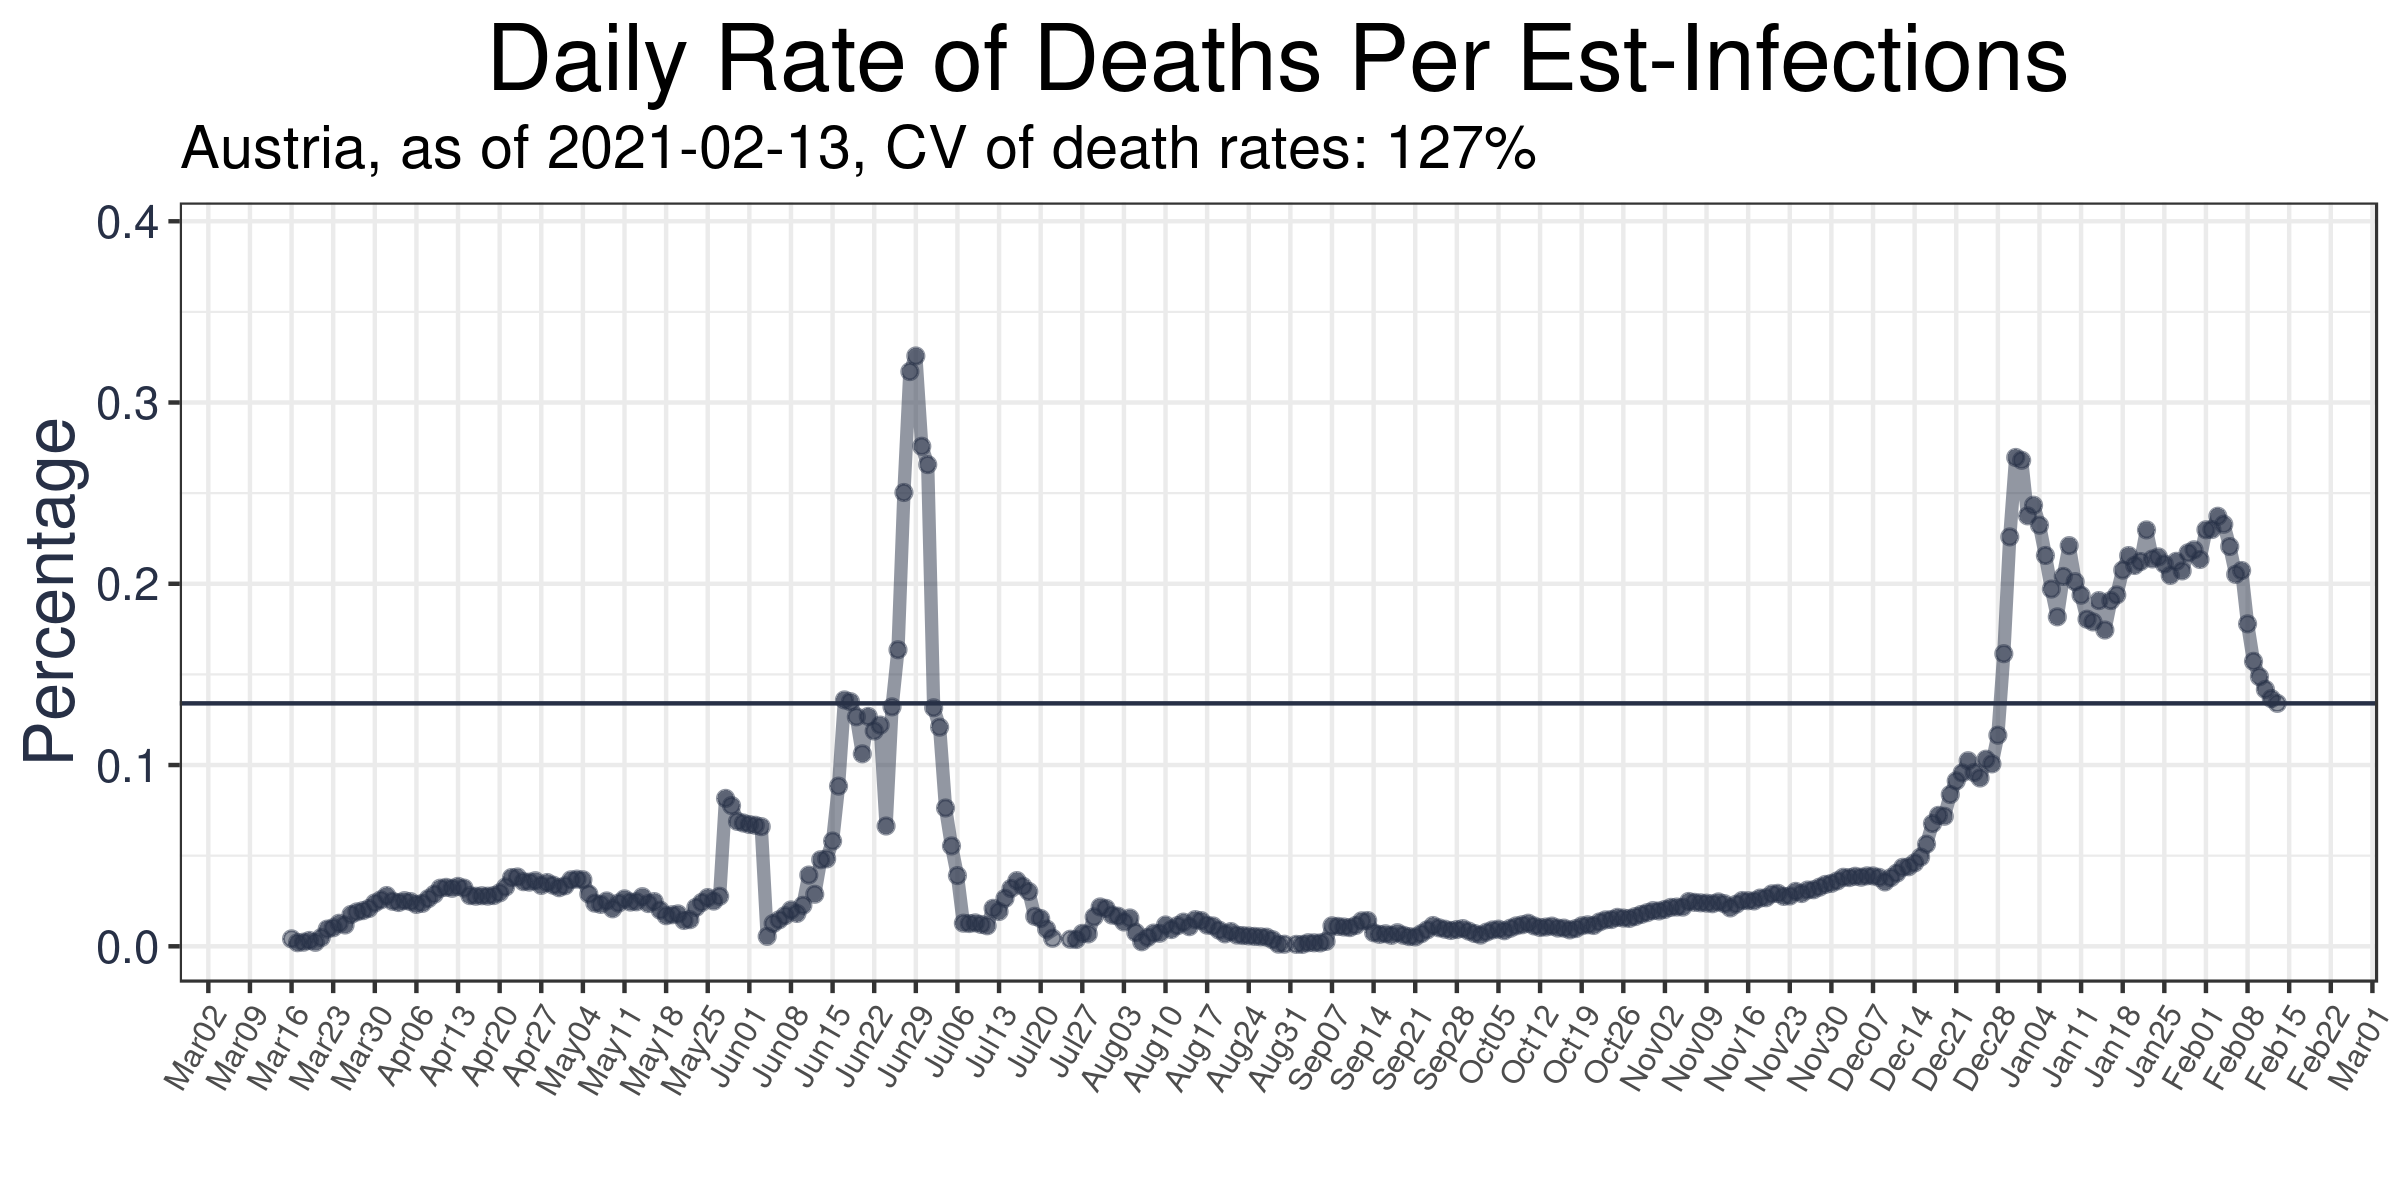 Daily Rate of Deaths Per Est-Infections
Austria, as of 2021-02-13, CV of death rates: 127%
Percentage
0.4
0.3
0.2
0.1
0.0
Mar02
Mar09
Mar16
Mar23
Mar30
Apr06
Apr13
Apr20
Apr27
May04
May11
May18
May25
Jun01
Jun08
Jun15
Jun22
Jun29
Jul06
Jul13
Jul20
Jul27
Aug03
Aug10
Aug17
Aug24
Aug31
Sep07
Sep14
Sep21
Sep28
Oct05
Oct12
Oct19
Oct26
Nov02
Nov09
Nov16
Nov23
Nov30
Dec07
Dec14
Dec21
Dec28
Jan04
Jan11
Jan18
Jan25
Feb01
Feb08
Feb15
Feb22
Mar01